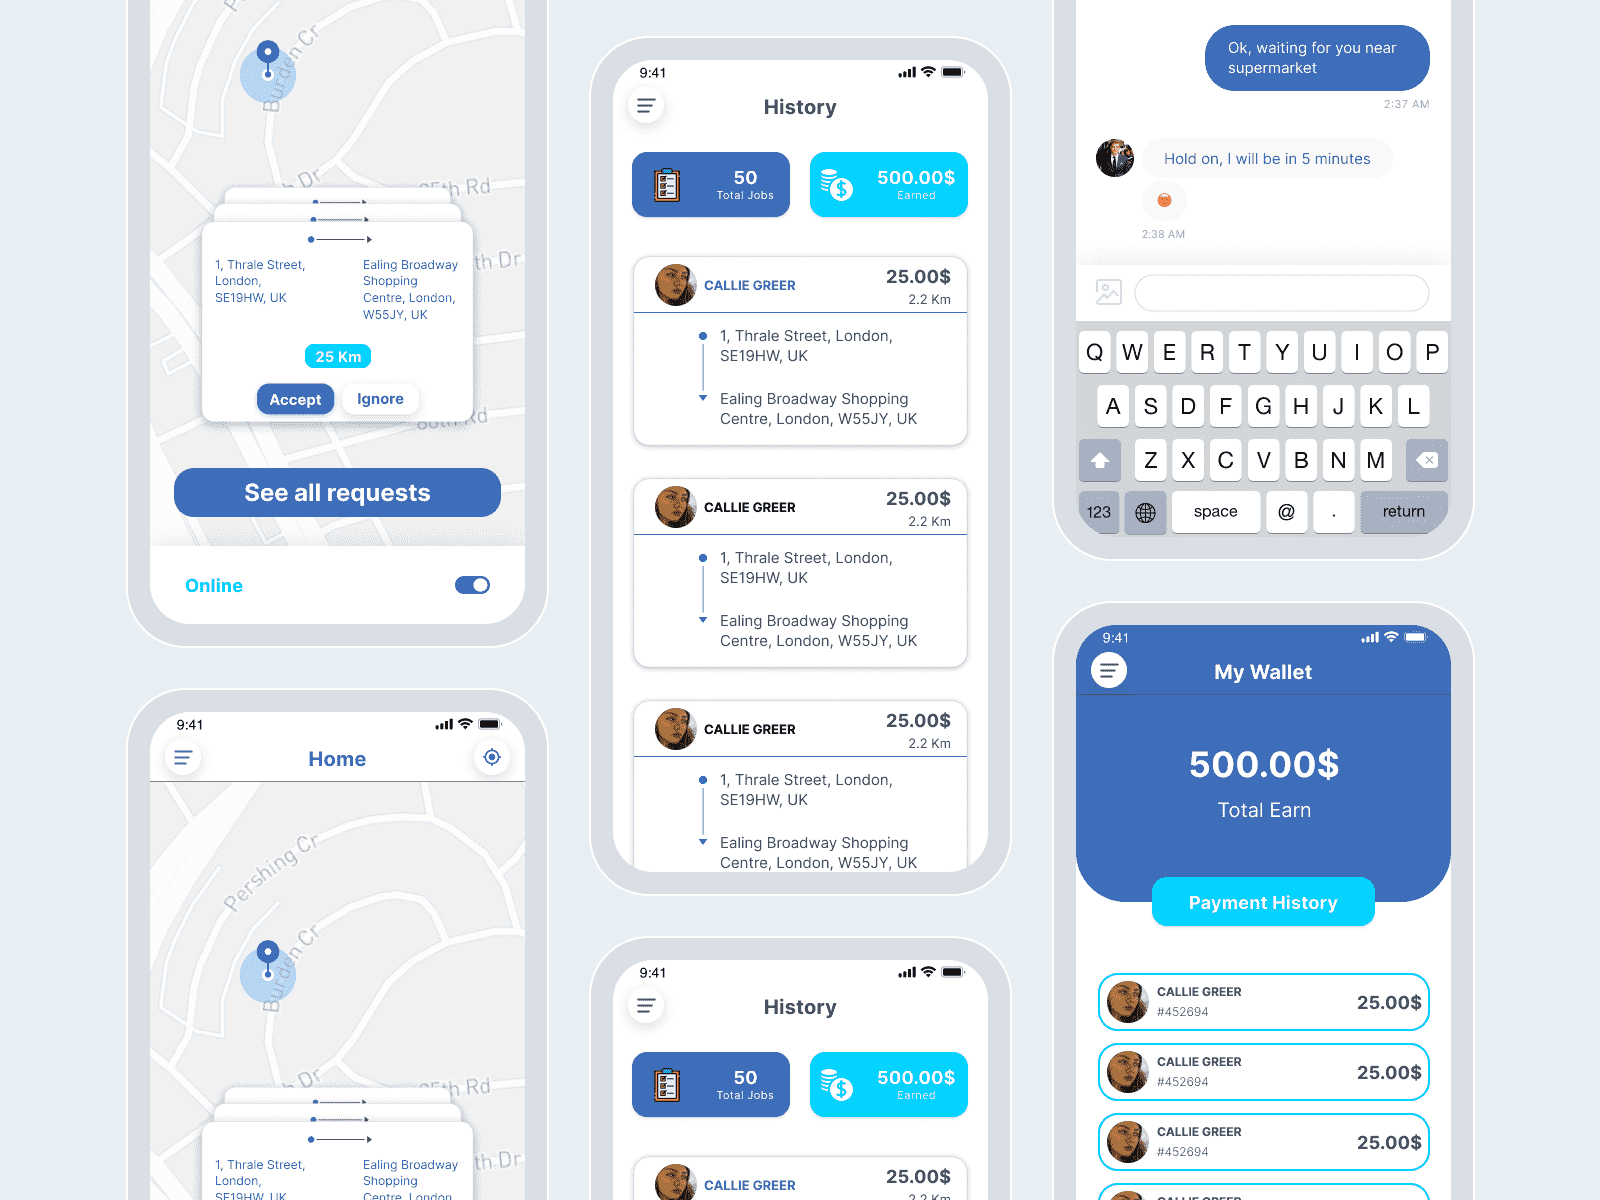 Burden Cr
Dr
85th Rd
th Dr
1, Thrale Street,
London,
SE19HW, UK
Ealing Broadway
Shopping
Centre, London,
W55JY, UK
25 Km
Accept
Ignore
80th Rd
See all requests
Online
9:41
Home
Pershing Cr
Burden Cr
Dr
85th Rd
th Dr
1, Thrale Street,
London,
SE19HW, UK
Ealing Broadway
Shopping
Centre, London,
9:41
History
50
Total Jobs
500.00$
Earned
CALLIE GREER
25.00$
2.2 Km
1, Thrale Street, London,
SE19HW, UK
Ealing Broadway Shopping
Centre, London, W55JY, UK
CALLIE GREER
25.00$
2.2 Km
1, Thrale Street, London,
SE19HW, UK
Ealing Broadway Shopping
Centre, London, W55JY, UK
CALLIE GREER
25.00$
2.2 Km
1, Thrale Street, London,
SE19HW, UK
Ealing Broadway Shopping
Centre, London, W55JY, UK
9:41
History
50
Total Jobs
500.00$
Earned
CALLIE GREER
25.00$
2.2 Km
Ok, waiting for you near
supermarket
2:37 AM
Hold on, I will be in 5 minutes
2:38 AM
Q W E R T Y U I O P
A S D F G H J K L
Z X C V B N M
123 space @ . return
9:41
My Wallet
500.00$
Total Earn
Payment History
CALLIE GREER
#452694
25.00$
CALLIE GREER
#452694
25.00$
CALLIE GREER
#452694
25.00$
CALLIE GREER